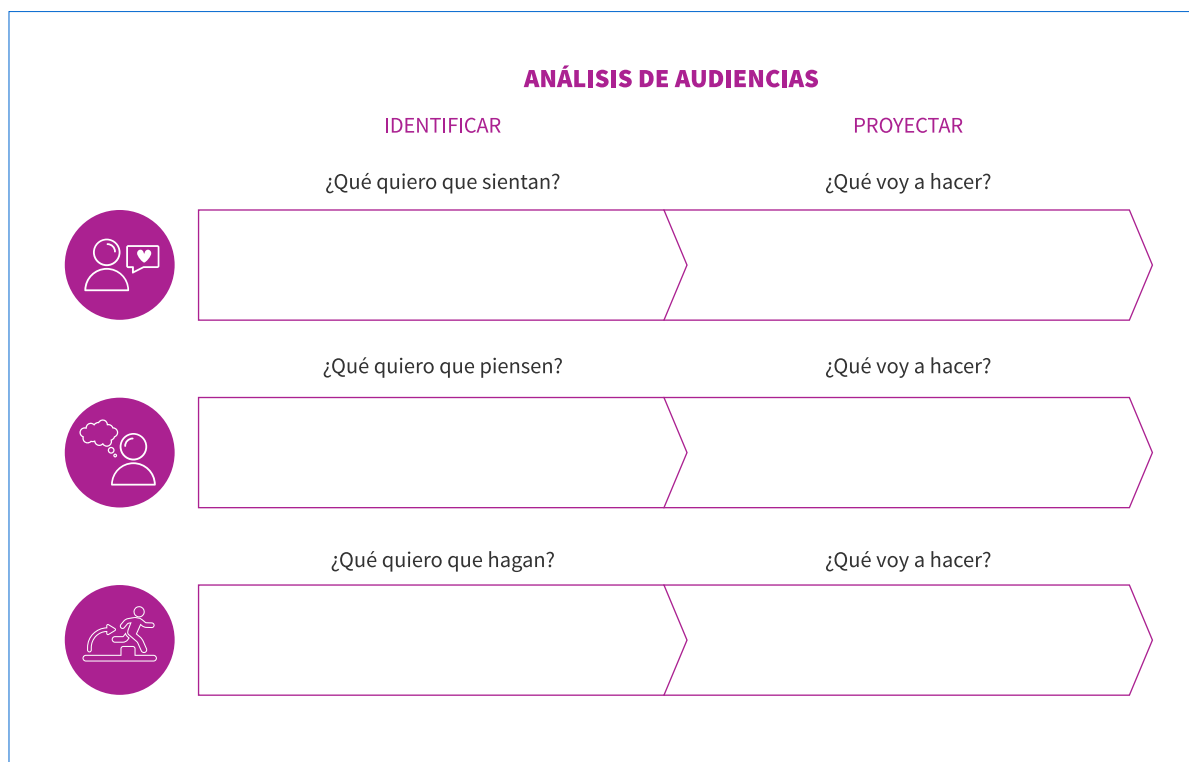 ANÁLISIS DE AUDIENCIAS
IDENTIFICAR
PROYECTAR
¿Qué quiero que sientan?
¿Qué voy a hacer?
¿Qué quiero que piensen?
¿Qué voy a hacer?
¿Qué quiero que hagan?
¿Qué voy a hacer?